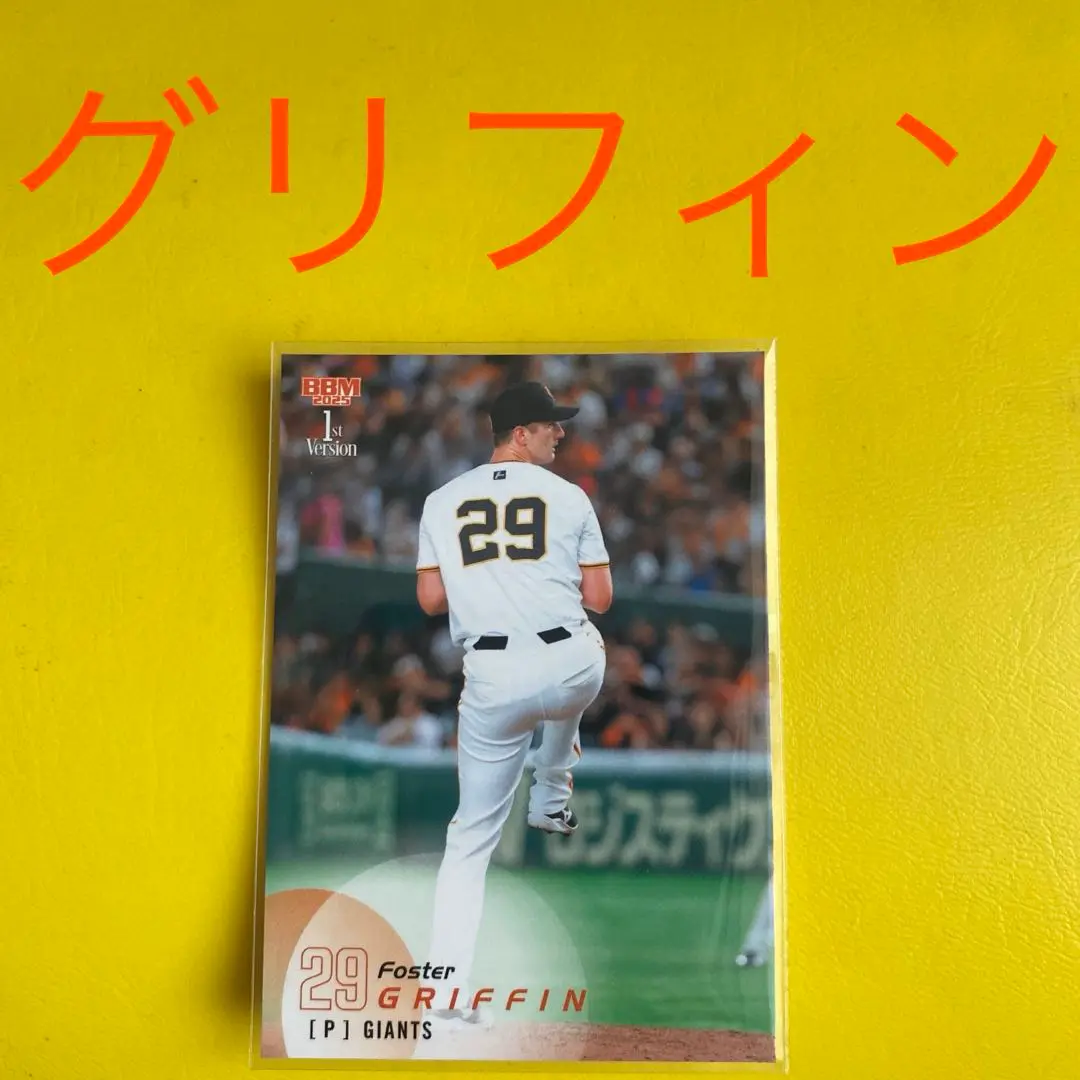 グリフィン
BBM
2025
1st
Version
29
29
Foster
GRIFFIN
[P] GIANTS